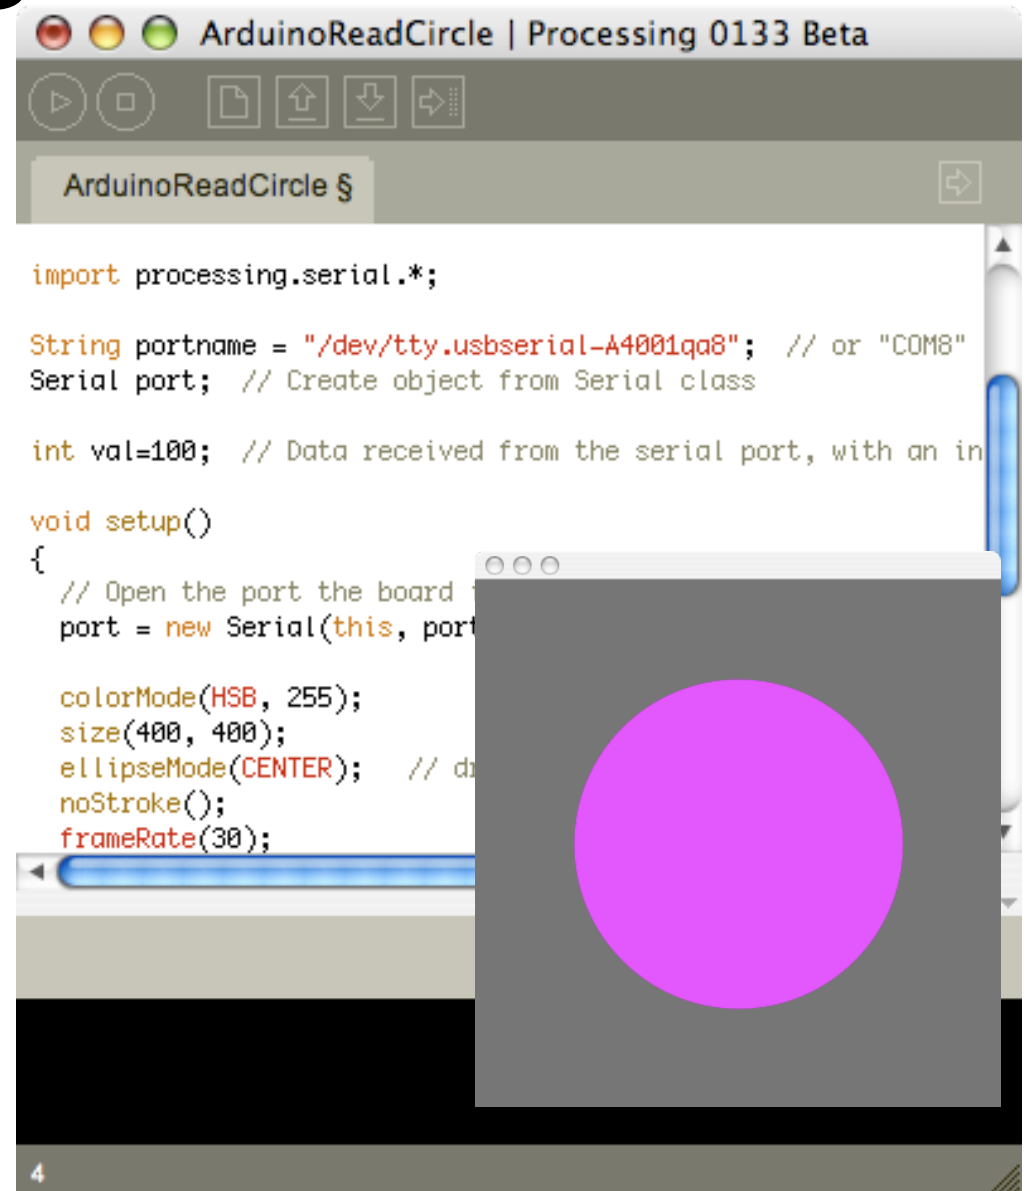 ArduinoReadCircle | Processing 0133 Beta
ArduinoReadCircle §
import processing.serial.*;
String portname = "/dev/tty.usbserial-A4001qa8";  // or "COM8"
Serial port;  // Create object from Serial class
int val=100;  // Data received from the serial port, with an in
void setup()
{
  // Open the port the board
  port = new Serial(this, port
  colorMode(HSB, 255);
  size(400, 400);
  ellipseMode(CENTER);   //
  noStroke();
  frameRate(30);
4